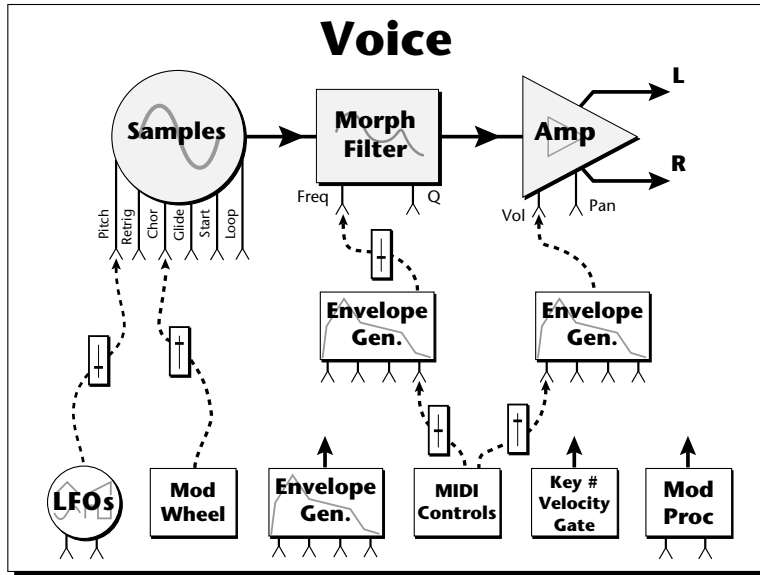 Voice
L
Samples
Morph
Filter
Amp
R
Freq
Q
Vol
Pan
Pitch
Retrig
Chor
Glide
Start
Loop
Envelope
Gen.
Envelope
Gen.
LFOs
Mod
Wheel
Envelope
Gen.
MIDI
Controls
Key #
Velocity
Gate
Mod
Proc